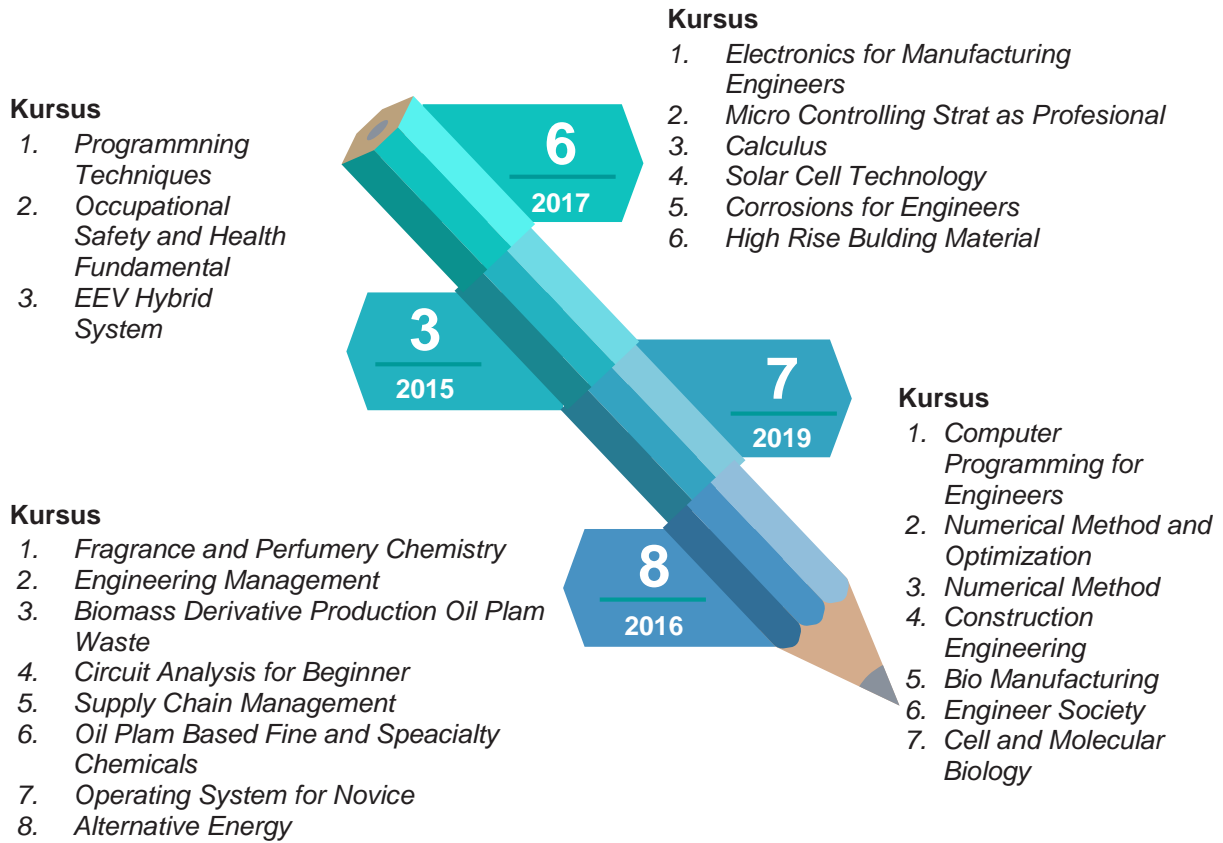 Kursus
1. Programmning
Techniques
2. Occupational
Safety and Health
Fundamental
3. EEV Hybrid
System
6
2017
Kursus
1. Electronics for Manufacturing
Engineers
2. Micro Controlling Strat as Profesional
3. Calculus
4. Solar Cell Technology
5. Corrosions for Engineers
6. High Rise Bulding Material
3
2015
7
2019
Kursus
1. Computer
Programming for
Engineers
2. Numerical Method and
Optimization
3. Numerical Method
4. Construction
Engineering
5. Bio Manufacturing
6. Engineer Society
7. Cell and Molecular
Biology
Kursus
1. Fragrance and Perfumery Chemistry
2. Engineering Management
3. Biomass Derivative Production Oil Plam
Waste
4. Circuit Analysis for Beginner
5. Supply Chain Management
6. Oil Plam Based Fine and Speacialty
Chemicals
7. Operating System for Novice
8. Alternative Energy
8
2016